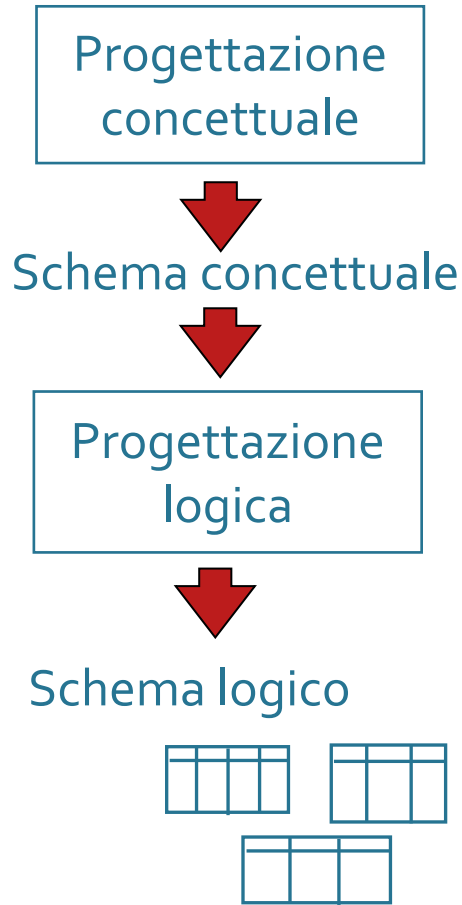 Progettazione
concettuale
Schema concettuale
Progettazione
logica
Schema logico